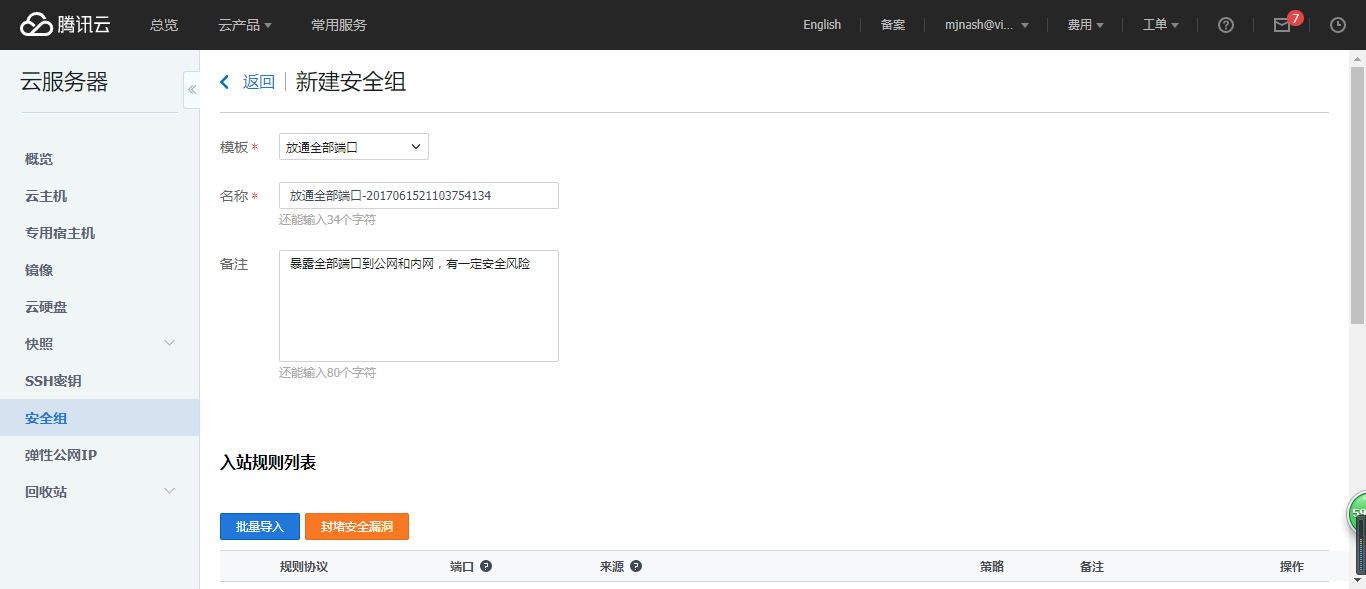 腾讯云 总览 云产品 常用服务 English 备案 mjnash@vi... 费用 工单 7
云服务器
«
返回 新建安全组
概览
云主机
专用宿主机
镜像
云硬盘
快照
SSH密钥
安全组
弹性公网IP
回收站
模板* 放通全部端口
名称* 放通全部端口-2017061521103754134
还能输入34个字符
备注 暴露全部端口到公网和内网，有一定安全风险
还能输入80个字符
入站规则列表
批量导入 封堵安全漏洞
规则协议 端口 来源 策略 备注 操作